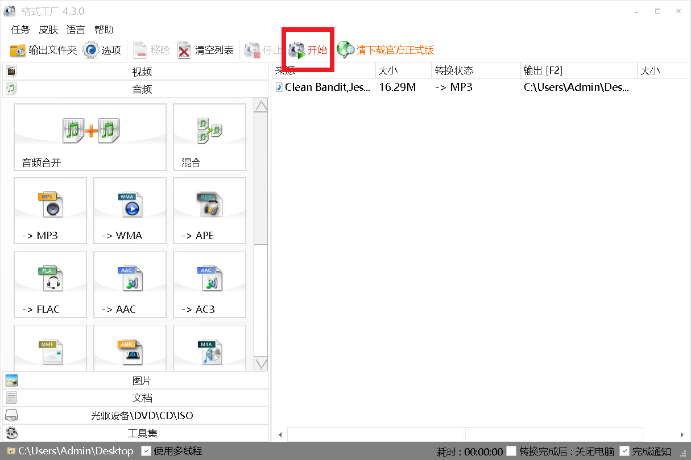 格式工厂 4.3.0
任务 皮肤 语言 帮助
输出文件夹 选项 移除 清空列表 停止 开始 请下载官方正式版
视频
音频
音频合并 混合
-> MP3 -> WMA -> APE
-> FLAC -> AAC -> AC3
图片
文档
光驱设备\DVD\CD\ISO
工具集
来源 大小 转换状态 输出 [F2] 大小
Clean Bandit,Jes... 16.29M -> MP3 C:\Users\Admin\Des...
C:\Users\Admin\Desktop 使用多线程 耗时 : 00:00:00 转换完成后 : 关闭电脑 完成通知